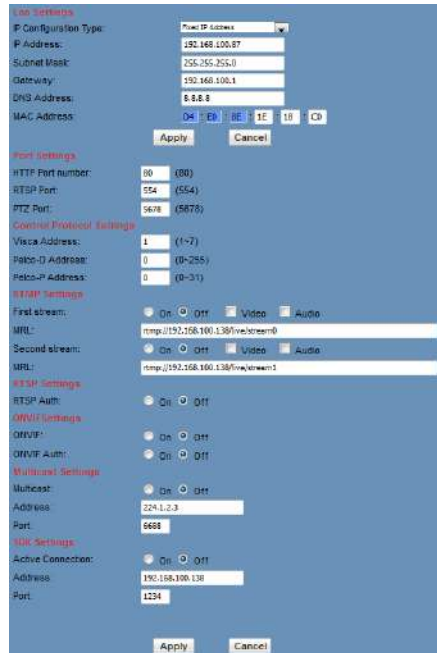 Lan Settings
IP Configuration Type: Fixed IP Address
IP Address: 192.168.100.87
Subnet Mask: 255.255.255.0
Gateway: 192.168.100.1
DNS Address: 8.8.8.8
MAC Address: D4 : E0 : 8E : 1E : 18 : C0
Apply Cancel
Port Settings
HTTP Port number: 80 (80)
RTSP Port: 554 (554)
PTZ Port: 5678 (5678)
Control Protocol Settings
Visca Address: 1 (1~7)
Pelco-D Address: 0 (0~255)
Pelco-P Address: 0 (0~31)
RTMP Settings
First stream: On Off Video Audio
MRL: rtmp://192.168.100.138/live/stream0
Second stream: On Off Video Audio
MRL: rtmp://192.168.100.138/live/stream1
RTSP Settings
RTSP Auth: On Off
ONVIF Settings
ONVIF: On Off
ONVIF Auth: On Off
Multicast Settings
Multicast: On Off
Address: 224.1.2.3
Port: 6688
SDK Settings
Active Connection: On Off
Address: 192.168.100.138
Port: 1234
Apply Cancel